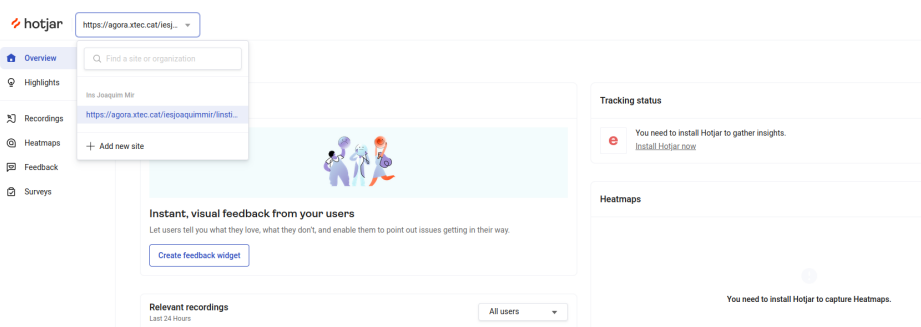 hotjar
https://agora.xtec.cat/iesj...
Overview
Highlights
Recordings
Heatmaps
Feedback
Surveys
Find a site or organization
Ins Joaquim Mir
https://agora.xtec.cat/iesjoaquimmir/linsti...
Add new site
Instant, visual feedback from your users
Let users tell you what they love, what they don't, and enable them to point out issues getting in their way.
Create feedback widget
Relevant recordings
Last 24 Hours
All users
Tracking status
You need to install Hotjar to gather insights.
Install Hotjar now
Heatmaps
You need to install Hotjar to capture Heatmaps.